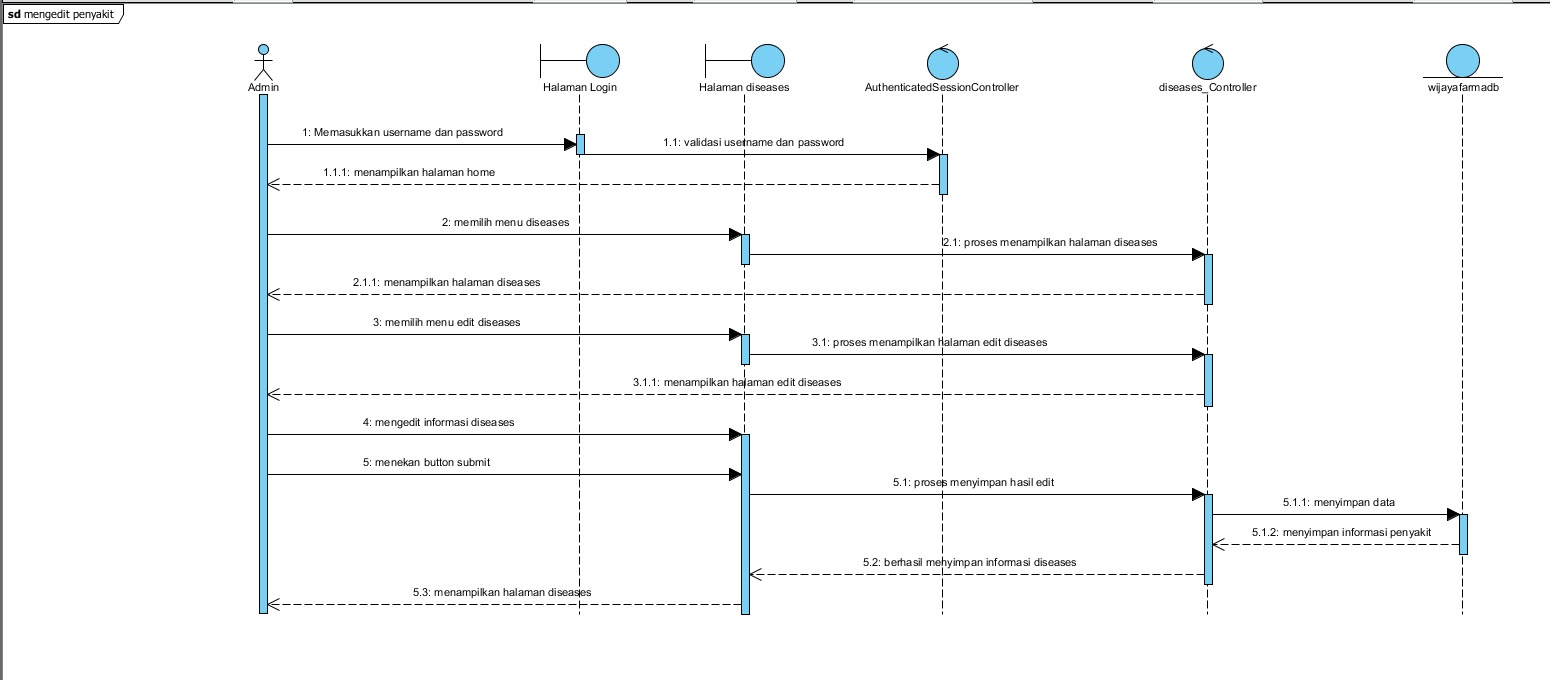 sd mengedit penyakit
Admin
Halaman Login
Halaman diseases
AuthenticatedSessionController
diseases_Controller
wijayafarmadb
1: Memasukkan username dan password
1.1: validasi username dan password
1.1.1: menampilkan halaman home
2: memilih menu diseases
2.1: proses menampilkan halaman diseases
2.1.1: menampilkan halaman diseases
3: memilih menu edit diseases
3.1: proses menampilkan halaman edit diseases
3.1.1: menampilkan halaman edit diseases
4: mengedit informasi diseases
5: menekan button submit
5.1: proses menyimpan hasil edit
5.1.1: menyimpan data
5.1.2: menyimpan informasi penyakit
5.2: berhasil menyimpan informasi diseases
5.3: menampilkan halaman diseases